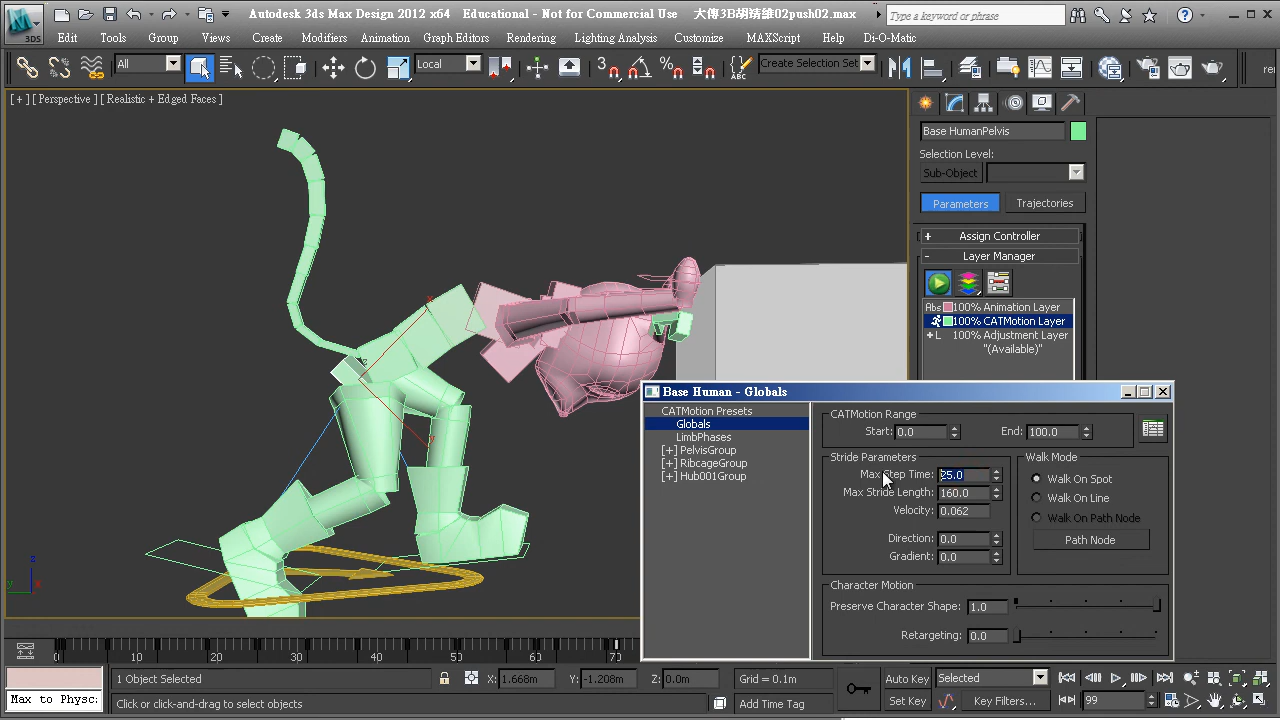 Autodesk 3ds Max Design 2012 x64 Educational - Not for Commercial Use 大傳3B胡婧雒02push02.max
Type a keyword or phrase
3DS
Edit Tools Group Views Create Modifiers Animation Graph Editors Rendering Lighting Analysis Customize MAXScript Help Di-O-Matic
All
Local
Create Selection Set
[ + ] [ Perspective ] [ Realistic + Edged Faces ]
Base HumanPelvis
Selection Level:
Sub-Object
Parameters Trajectories
+ Assign Controller
- Layer Manager
Abs 100% Animation Layer
100% CATMotion Layer
+ L 100% Adjustment Layer
"(Available)"
Base Human - Globals
CATMotion Presets
Globals
LimbPhases
[+] PelvisGroup
[+] RibcageGroup
[+] Hub001Group
CATMotion Range
Start: 0.0 End: 100.0
Stride Parameters
Max Step Time: 25.0
Max Stride Length: 160.0
Velocity: 0.062
Direction: 0.0
Gradient: 0.0
Walk Mode
Walk On Spot
Walk On Line
Walk On Path Node
Path Node
Character Motion
Preserve Character Shape: 1.0
Retargeting: 0.0
x
z
y
z
y x
0 10 20 30 40 50 60 70
1 Object Selected X: 1.668m Y: -1.208m Z: 0.0m Grid = 0.1m Auto Key Selected
Max to Physc: Click or click-and-drag to select objects Add Time Tag Set Key Key Filters... 99